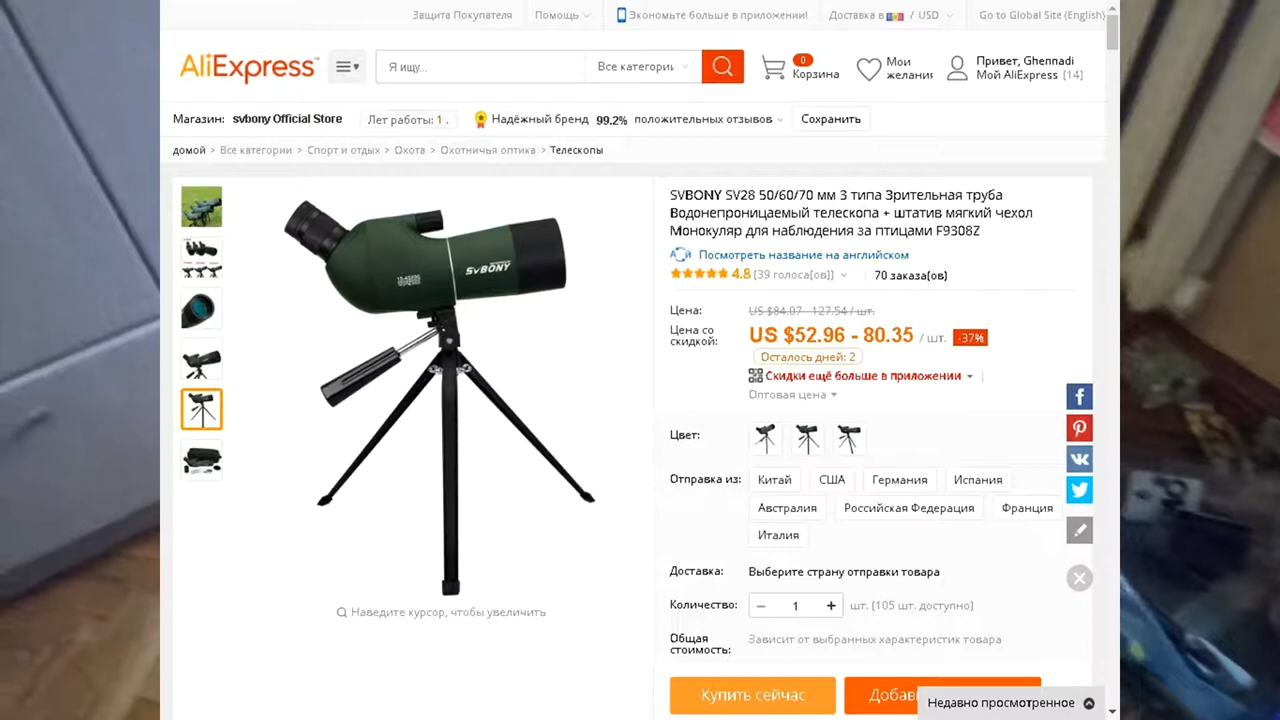 Защита Покупателя
Помощь
Экономьте больше в приложении!
Доставка в / USD
Go to Global Site (English)
AliExpress™
Я ищу...
Все категории
0
Корзина
Мои
желания
Привет, Ghennadi
Мой AliExpress (14)
Магазин: svbony Official Store
Лет работы: 1 .
Надёжный бренд 99.2% положительных отзывов
Сохранить
домой > Все категории > Спорт и отдых > Охота > Охотничья оптика > Телескопы
SVBONY
SVBONY SV28 50/60/70 мм 3 типа Зрительная труба
Водонепроницаемый телескопа + штатив мягкий чехол
Монокуляр для наблюдения за птицами F9308Z
Посмотреть название на английском
4.8 (39 голоса(ов))
70 заказа(ов)
Цена: US $84.07 - 127.54 / шт.
Цена со
скидкой:
US $52.96 - 80.35 / шт. -37%
Осталось дней: 2
Скидки ещё больше в приложении
Оптовая цена
Цвет:
Отправка из: Китай США Германия Испания
Австралия Российская Федерация Франция
Италия
Доставка: Выберите страну отправки товара
Количество: − 1 + шт. (105 шт. доступно)
Общая
стоимость:
Зависит от выбранных характеристик товара
Наведите курсор, чтобы увеличить
Купить сейчас
Добав
Недавно просмотренное